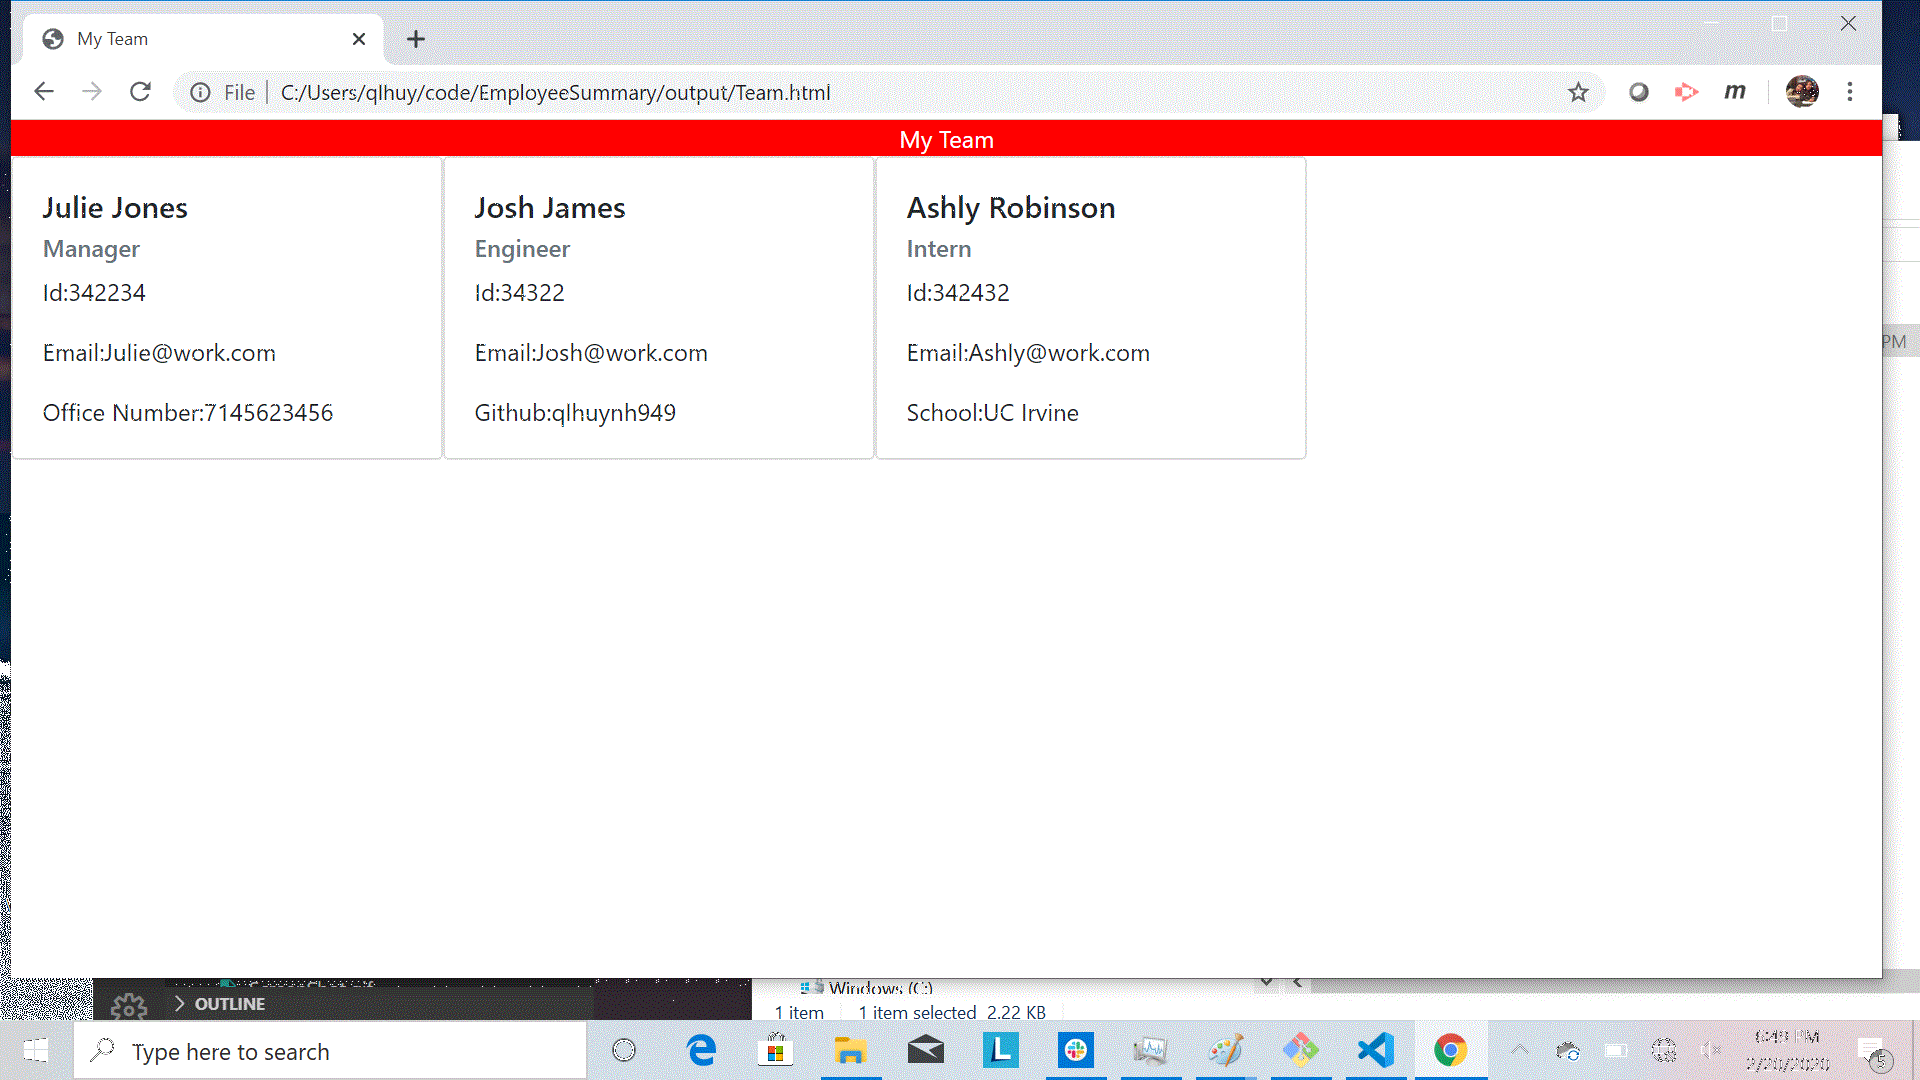 My Team
File
C:/Users/qlhuy/code/EmployeeSummary/output/Team.html
m
My Team
Julie Jones
Manager
Id:342234
Email:Julie@work.com
Office Number:7145623456
Josh James
Engineer
Id:34322
Email:Josh@work.com
Github:qlhuynh949
Ashly Robinson
Intern
Id:342432
Email:Ashly@work.com
School:UC Irvine
PM
OUTLINE
Windows (C:)
1 item
1 item selected 2.22 KB
Type here to search
L
PM
5